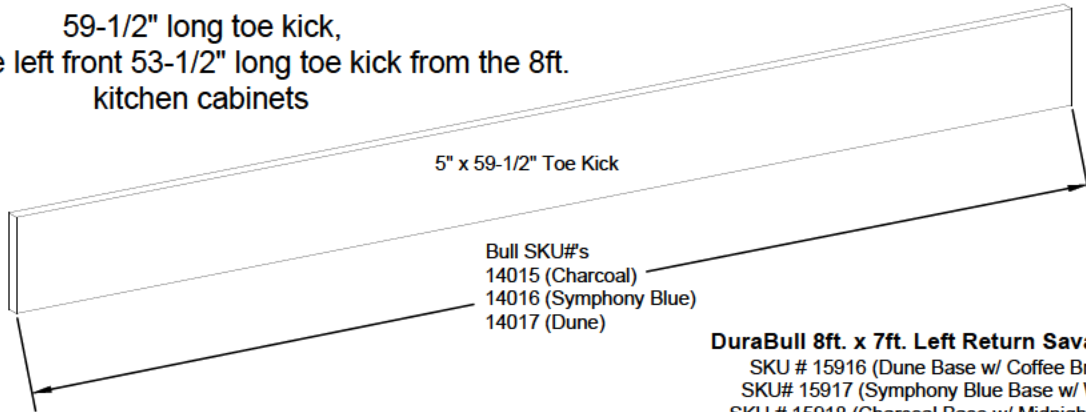 59-1/2" long toe kick,
left front 53-1/2" long toe kick from the 8ft.
kitchen cabinets
5" x 59-1/2" Toe Kick
Bull SKU#'s
14015 (Charcoal)
14016 (Symphony Blue)
14017 (Dune)
DuraBull 8ft. x 7ft. Left Return
SKU # 15916 (Dune Base w/ Coffee
SKU# 15917 (Symphony Blue Base w/
SKU # 15918 (Charcoal Base w/